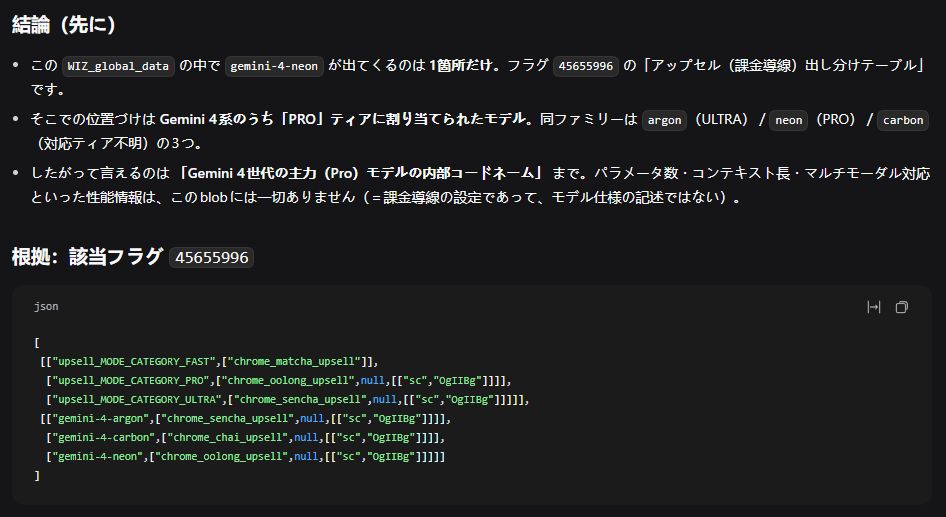 結論（先に）
この WIZ_global_data の中で gemini-4-neon が出てくるのは 1箇所だけ。フラグ 45655996 の「アップセル（課金導線）出し分けテーブル」
です。
そこでの位置づけは Gemini 4系のうち「PRO」ティアに割り当てられたモデル。同ファミリーは argon（ULTRA） / neon（PRO） / carbon
（対応ティア不明）の3つ。
したがって言えるのは 「Gemini 4世代の主力（Pro）モデルの内部コードネーム」 まで。パラメータ数・コンテキスト長・マルチモーダル対応
といった性能情報は、このblobには一切ありません（＝課金導線の設定であって、モデル仕様の記述ではない）。
根拠：該当フラグ 45655996
json
[
[["upsell_MODE_CATEGORY_FAST",["chrome_matcha_upsell"]],
["upsell_MODE_CATEGORY_PRO",["chrome_oolong_upsell",null,[["sc","OgIIBg"]]]],
["upsell_MODE_CATEGORY_ULTRA",["chrome_sencha_upsell",null,[["sc","OgIIBg"]]]]],
[["gemini-4-argon",["chrome_sencha_upsell",null,[["sc","OgIIBg"]]]],
["gemini-4-carbon",["chrome_chai_upsell",null,[["sc","OgIIBg"]]]],
["gemini-4-neon",["chrome_oolong_upsell",null,[["sc","OgIIBg"]]]]]
]